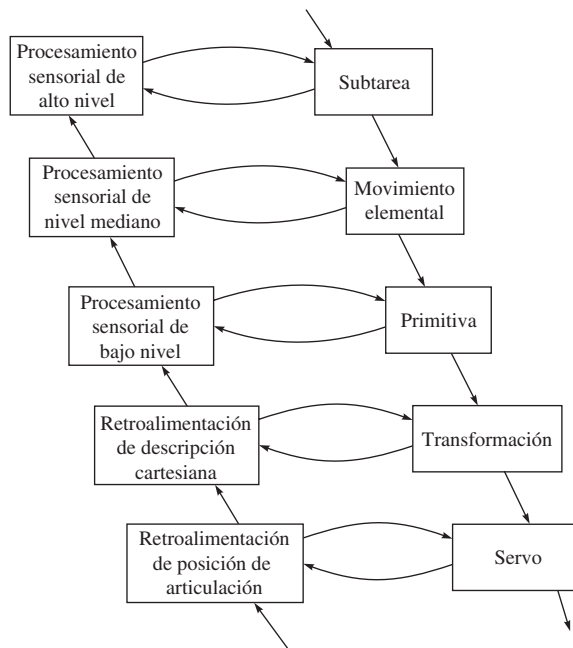 Procesamiento
sensorial de
alto nivel
Subtarea
Procesamiento
sensorial de
nivel mediano
Movimiento
elemental
Procesamiento
sensorial de
bajo nivel
Primitiva
Retroalimentación
de descripción
cartesiana
Transformación
Retroalimentación
de posición de
articulación
Servo